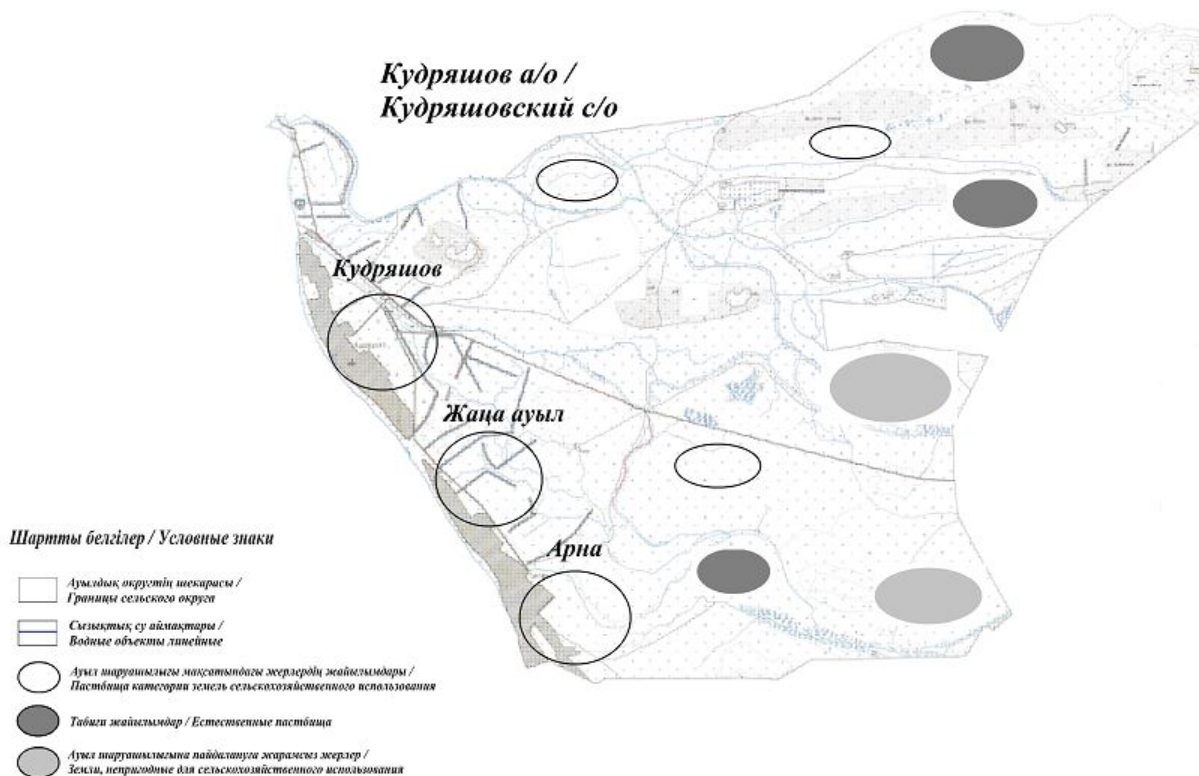 Кудряшов а/о /
Кудряшовский с/о
Кудряшов
Жаңа ауыл
Арна
Шартты белгілер / Условные знаки
Ауылдық округтің шекарасы /
Границы сельского округа
Сызықтық су аймақтары /
Водные объекты линейные
Ауыл шаруашылығы мақсатындағы жерлердің жайылымдары /
Пастбища категории земель сельскохозяйственного использования
Табиғи жайылымдар / Естественные пастбища
Ауыл шаруашылығына пайдалануға жарамсыз жерлер /
Земли, непригодные для сельскохозяйственного использования